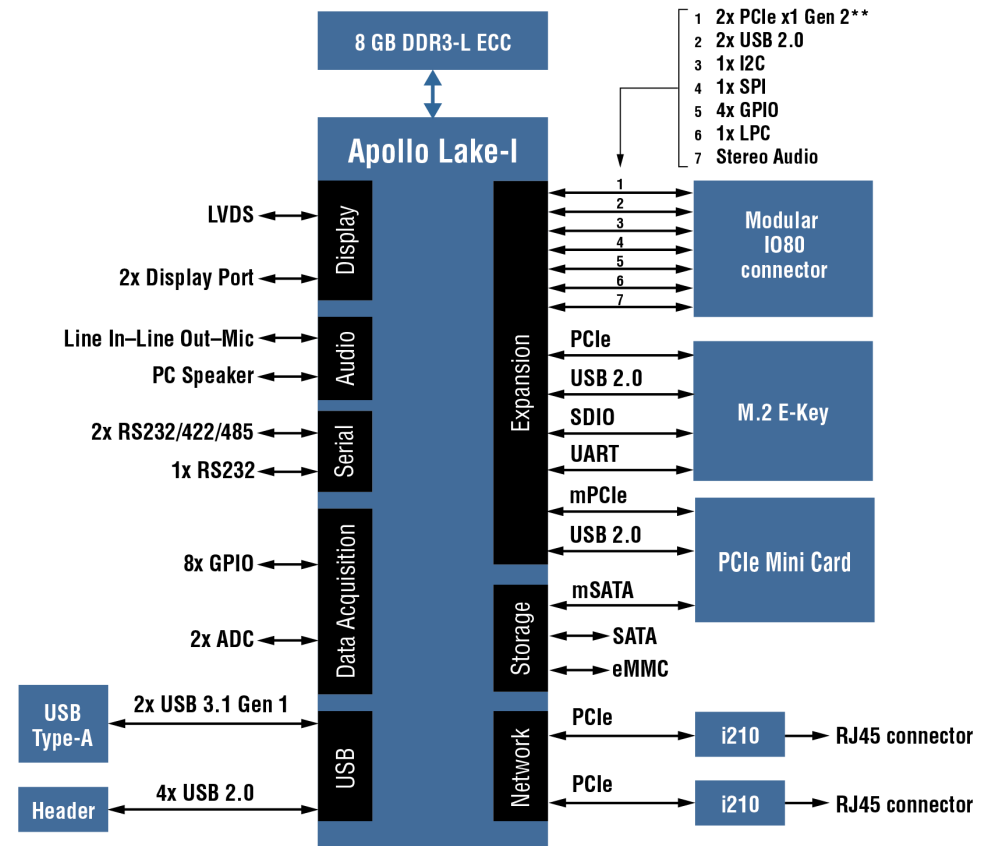 8 GB DDR3-L ECC
1 2x PCIe x1 Gen 2**
2 2x USB 2.0
3 1x I2C
4 1x SPI
5 4x GPIO
6 1x LPC
7 Stereo Audio
Apollo Lake-I
Display
LVDS
2x Display Port
Audio
Line In–Line Out–Mic
PC Speaker
Serial
2x RS232/422/485
1x RS232
Data Acquisition
8x GPIO
2x ADC
USB
2x USB 3.1 Gen 1
USB
Type-A
4x USB 2.0
Header
Expansion
1
2
3
4
5
6
7
Modular
IO80
connector
PCIe
USB 2.0
SDIO
UART
M.2 E-Key
mPCIe
USB 2.0
PCIe Mini Card
Storage
mSATA
SATA
eMMC
Network
PCIe
i210
RJ45 connector
PCIe
i210
RJ45 connector